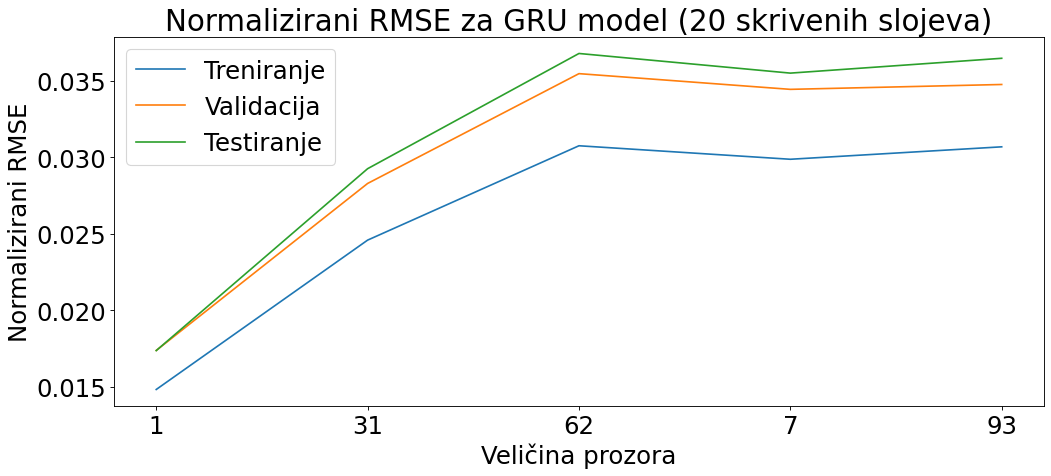 Normalizirani RMSE za GRU model (20 skrivenih slojeva)
Normalizirani RMSE
0.035
0.030
0.025
0.020
0.015
Treniranje
Validacija
Testiranje
1 31 62 7 93
Veličina prozora